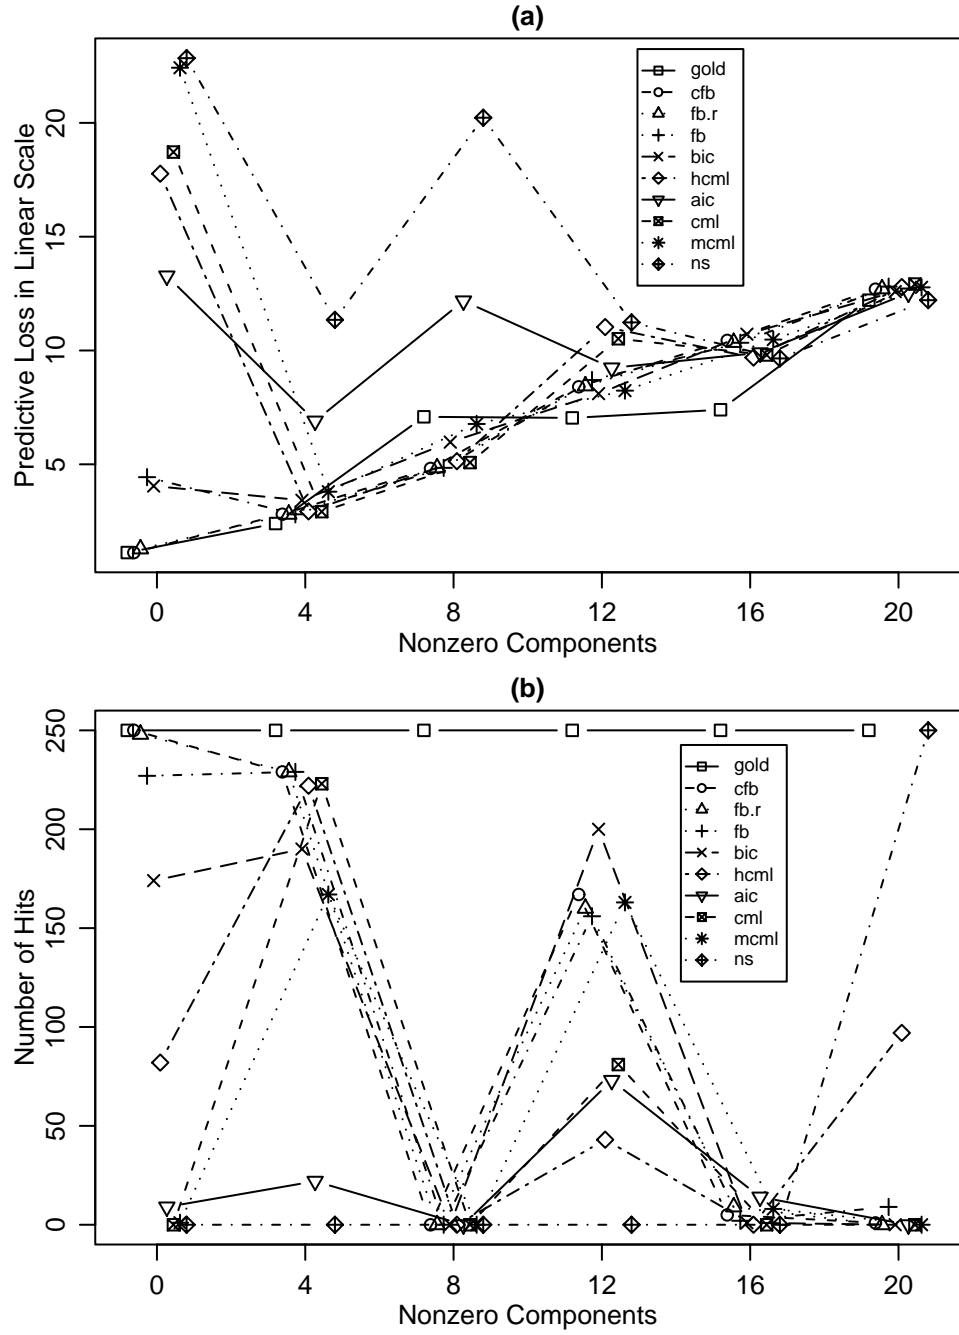 (a)
Predictive Loss in Linear Scale
20
15
10
5
gold
cfb
fb.r
fb
bic
hcml
aic
cml
mcml
ns
0 4 8 12 16 20
Nonzero Components
(b)
Number of Hits
250
200
150
100
50
0
gold
cfb
fb.r
fb
bic
hcml
aic
cml
mcml
ns
0 4 8 12 16 20
Nonzero Components